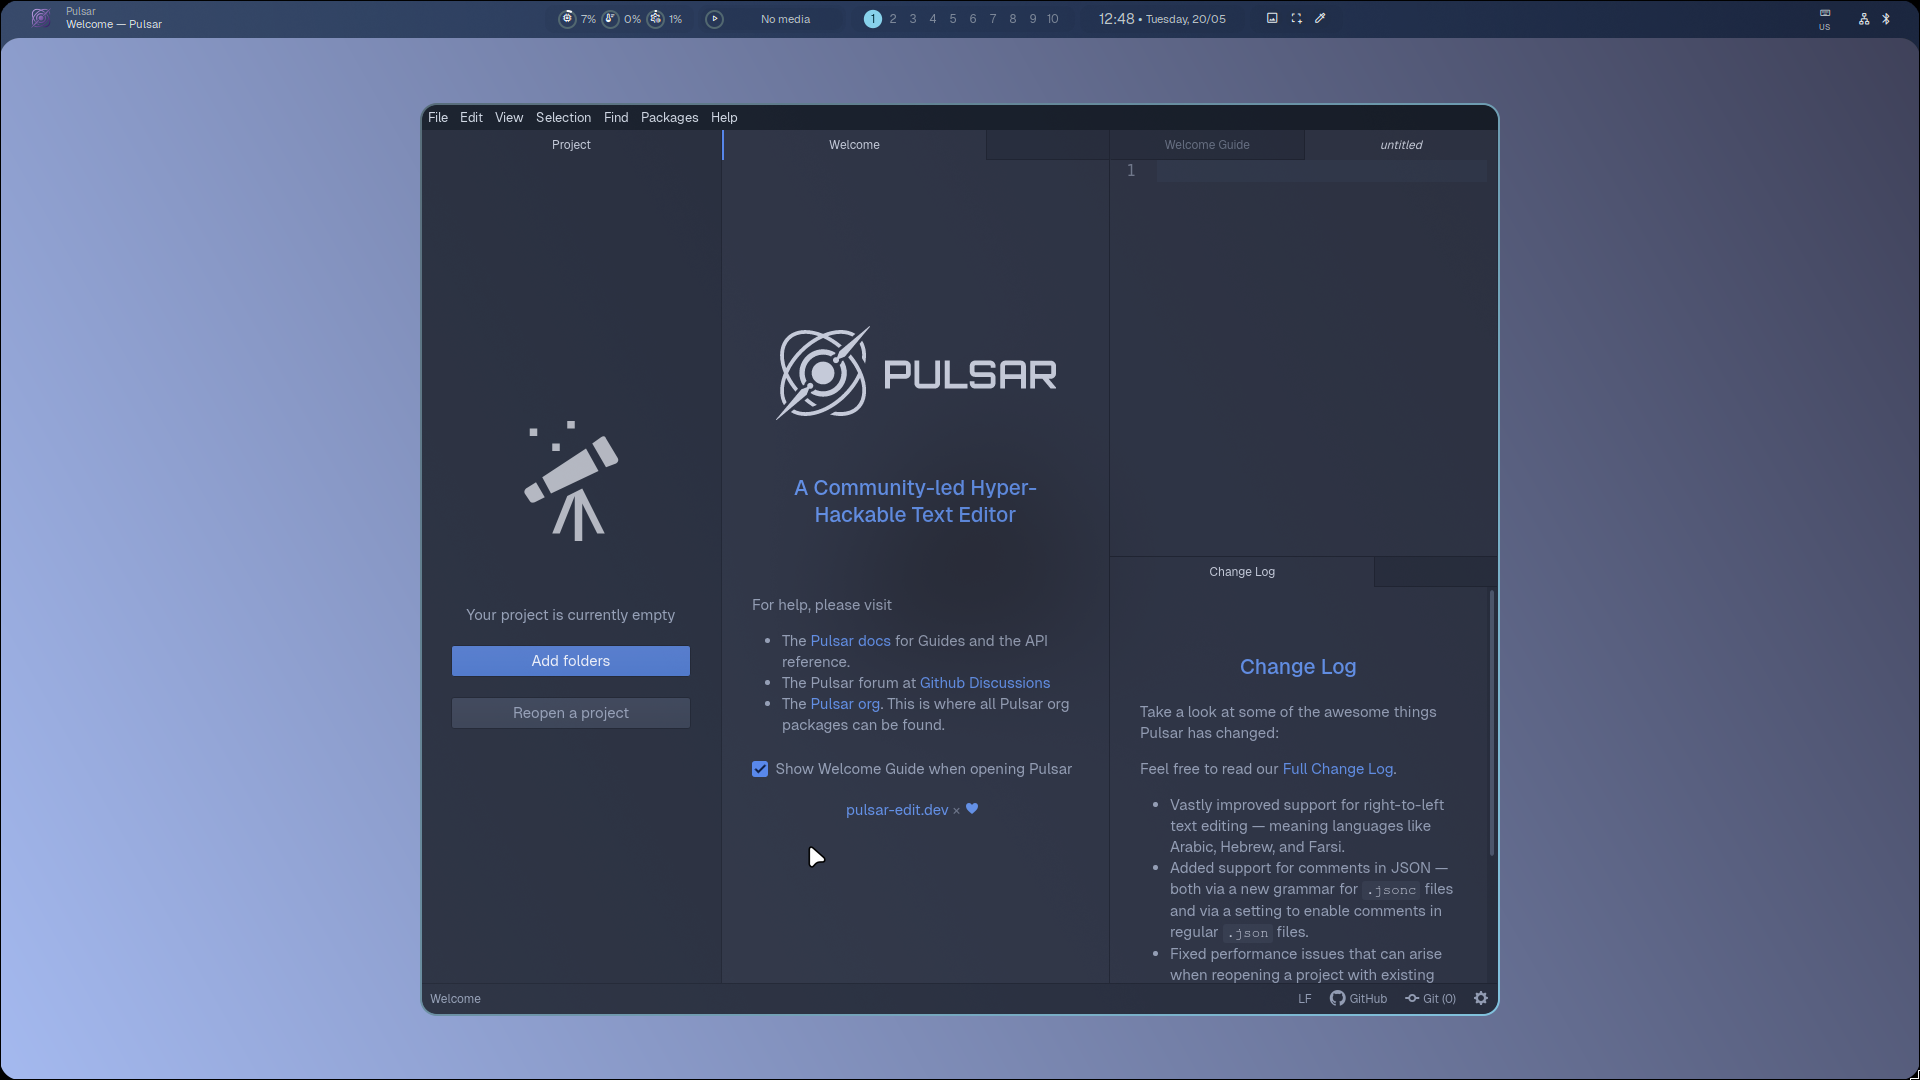 Pulsar
Welcome — Pulsar
7% 0% 1%
No media
1 2 3 4 5 6 7 8 9 10
12:48 • Tuesday, 20/05
US
File Edit View Selection Find Packages Help
Project
Welcome
Welcome Guide
untitled
1
Your project is currently empty
Add folders
Reopen a project
PULSAR
A Community-led Hyper-
Hackable Text Editor
For help, please visit
• The Pulsar docs for Guides and the API
reference.
• The Pulsar forum at Github Discussions
• The Pulsar org. This is where all Pulsar org
packages can be found.
Show Welcome Guide when opening Pulsar
pulsar-edit.dev ×
Change Log
Change Log
Take a look at some of the awesome things
Pulsar has changed:
Feel free to read our Full Change Log.
• Vastly improved support for right-to-left
text editing — meaning languages like
Arabic, Hebrew, and Farsi.
• Added support for comments in JSON —
both via a new grammar for .jsonc files
and via a setting to enable comments in
regular .json files.
• Fixed performance issues that can arise
when reopening a project with existing
Welcome
LF GitHub Git (0)